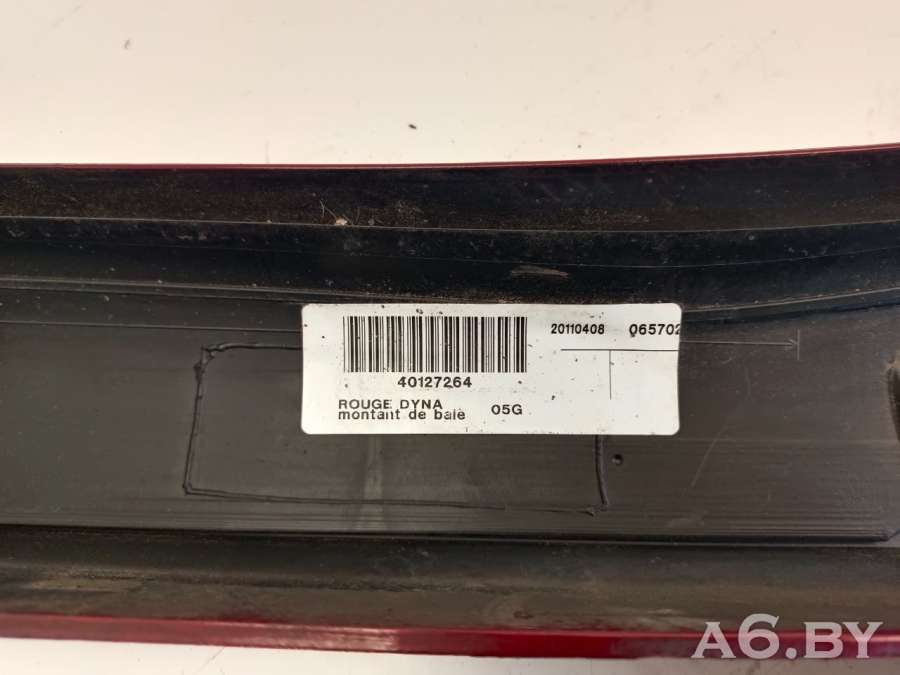 20110408 065702
40127264
ROUGE DYNA 05G
montant de baie
A6.BY